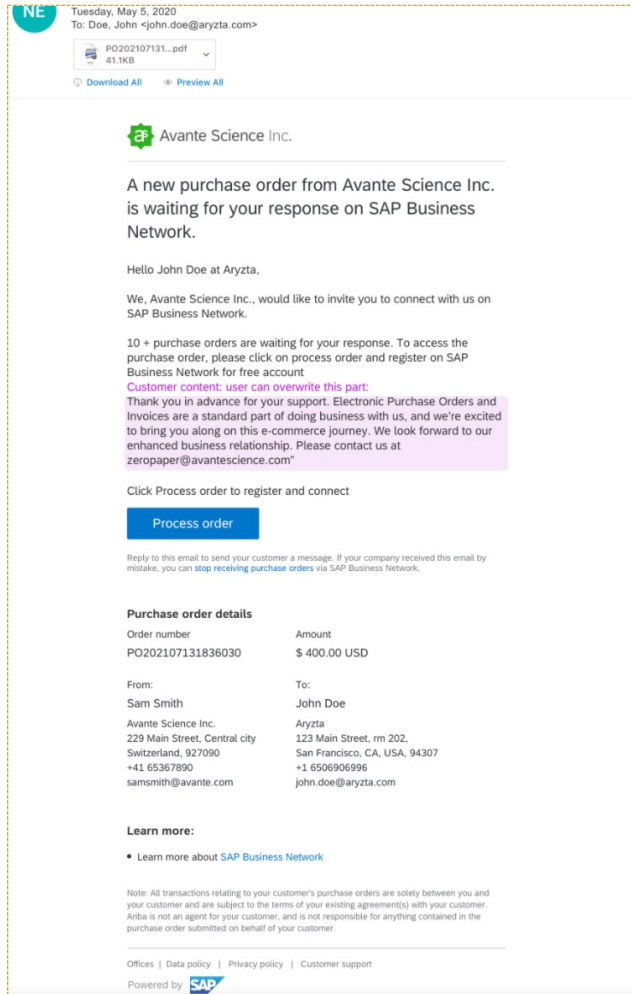 NE
Tuesday, May 5, 2020
To: Doe, John <john.doe@aryzta.com>
PO202107131...pdf
41.1KB
Download All Preview All
as Avante Science Inc.
A new purchase order from Avante Science Inc.
is waiting for your response on SAP Business
Network.
Hello John Doe at Aryzta,
We, Avante Science Inc., would like to invite you to connect with us on
SAP Business Network.
10 + purchase orders are waiting for your response. To access the
purchase order, please click on process order and register on SAP
Business Network for free account
Customer content: user can overwrite this part:
Thank you in advance for your support. Electronic Purchase Orders and
Invoices are a standard part of doing business with us, and we're excited
to bring you along on this e-commerce journey. We look forward to our
enhanced business relationship. Please contact us at
zeropaper@avantescience.com"
Click Process order to register and connect
Process order
Reply to this email to send your customer a message. If your company received this email by
mistake, you can stop receiving purchase orders via SAP Business Network.
Purchase order details
Order number Amount
PO202107131836030 $ 400.00 USD
From: To:
Sam Smith John Doe
Avante Science Inc. Aryzta
229 Main Street, Central city 123 Main Street, rm 202,
Switzerland, 927090 San Francisco, CA, USA, 94307
+41 65367890 +1 6506906996
samsmith@avante.com john.doe@aryzta.com
Learn more:
• Learn more about SAP Business Network
Note: All transactions relating to your customer's purchase orders are solely between you and
your customer and are subject to the terms of your existing agreement(s) with your customer.
Ariba is not an agent for your customer, and is not responsible for anything contained in the
purchase order submitted on behalf of your customer.
Offices | Data policy | Privacy policy | Customer support
Powered by SAP